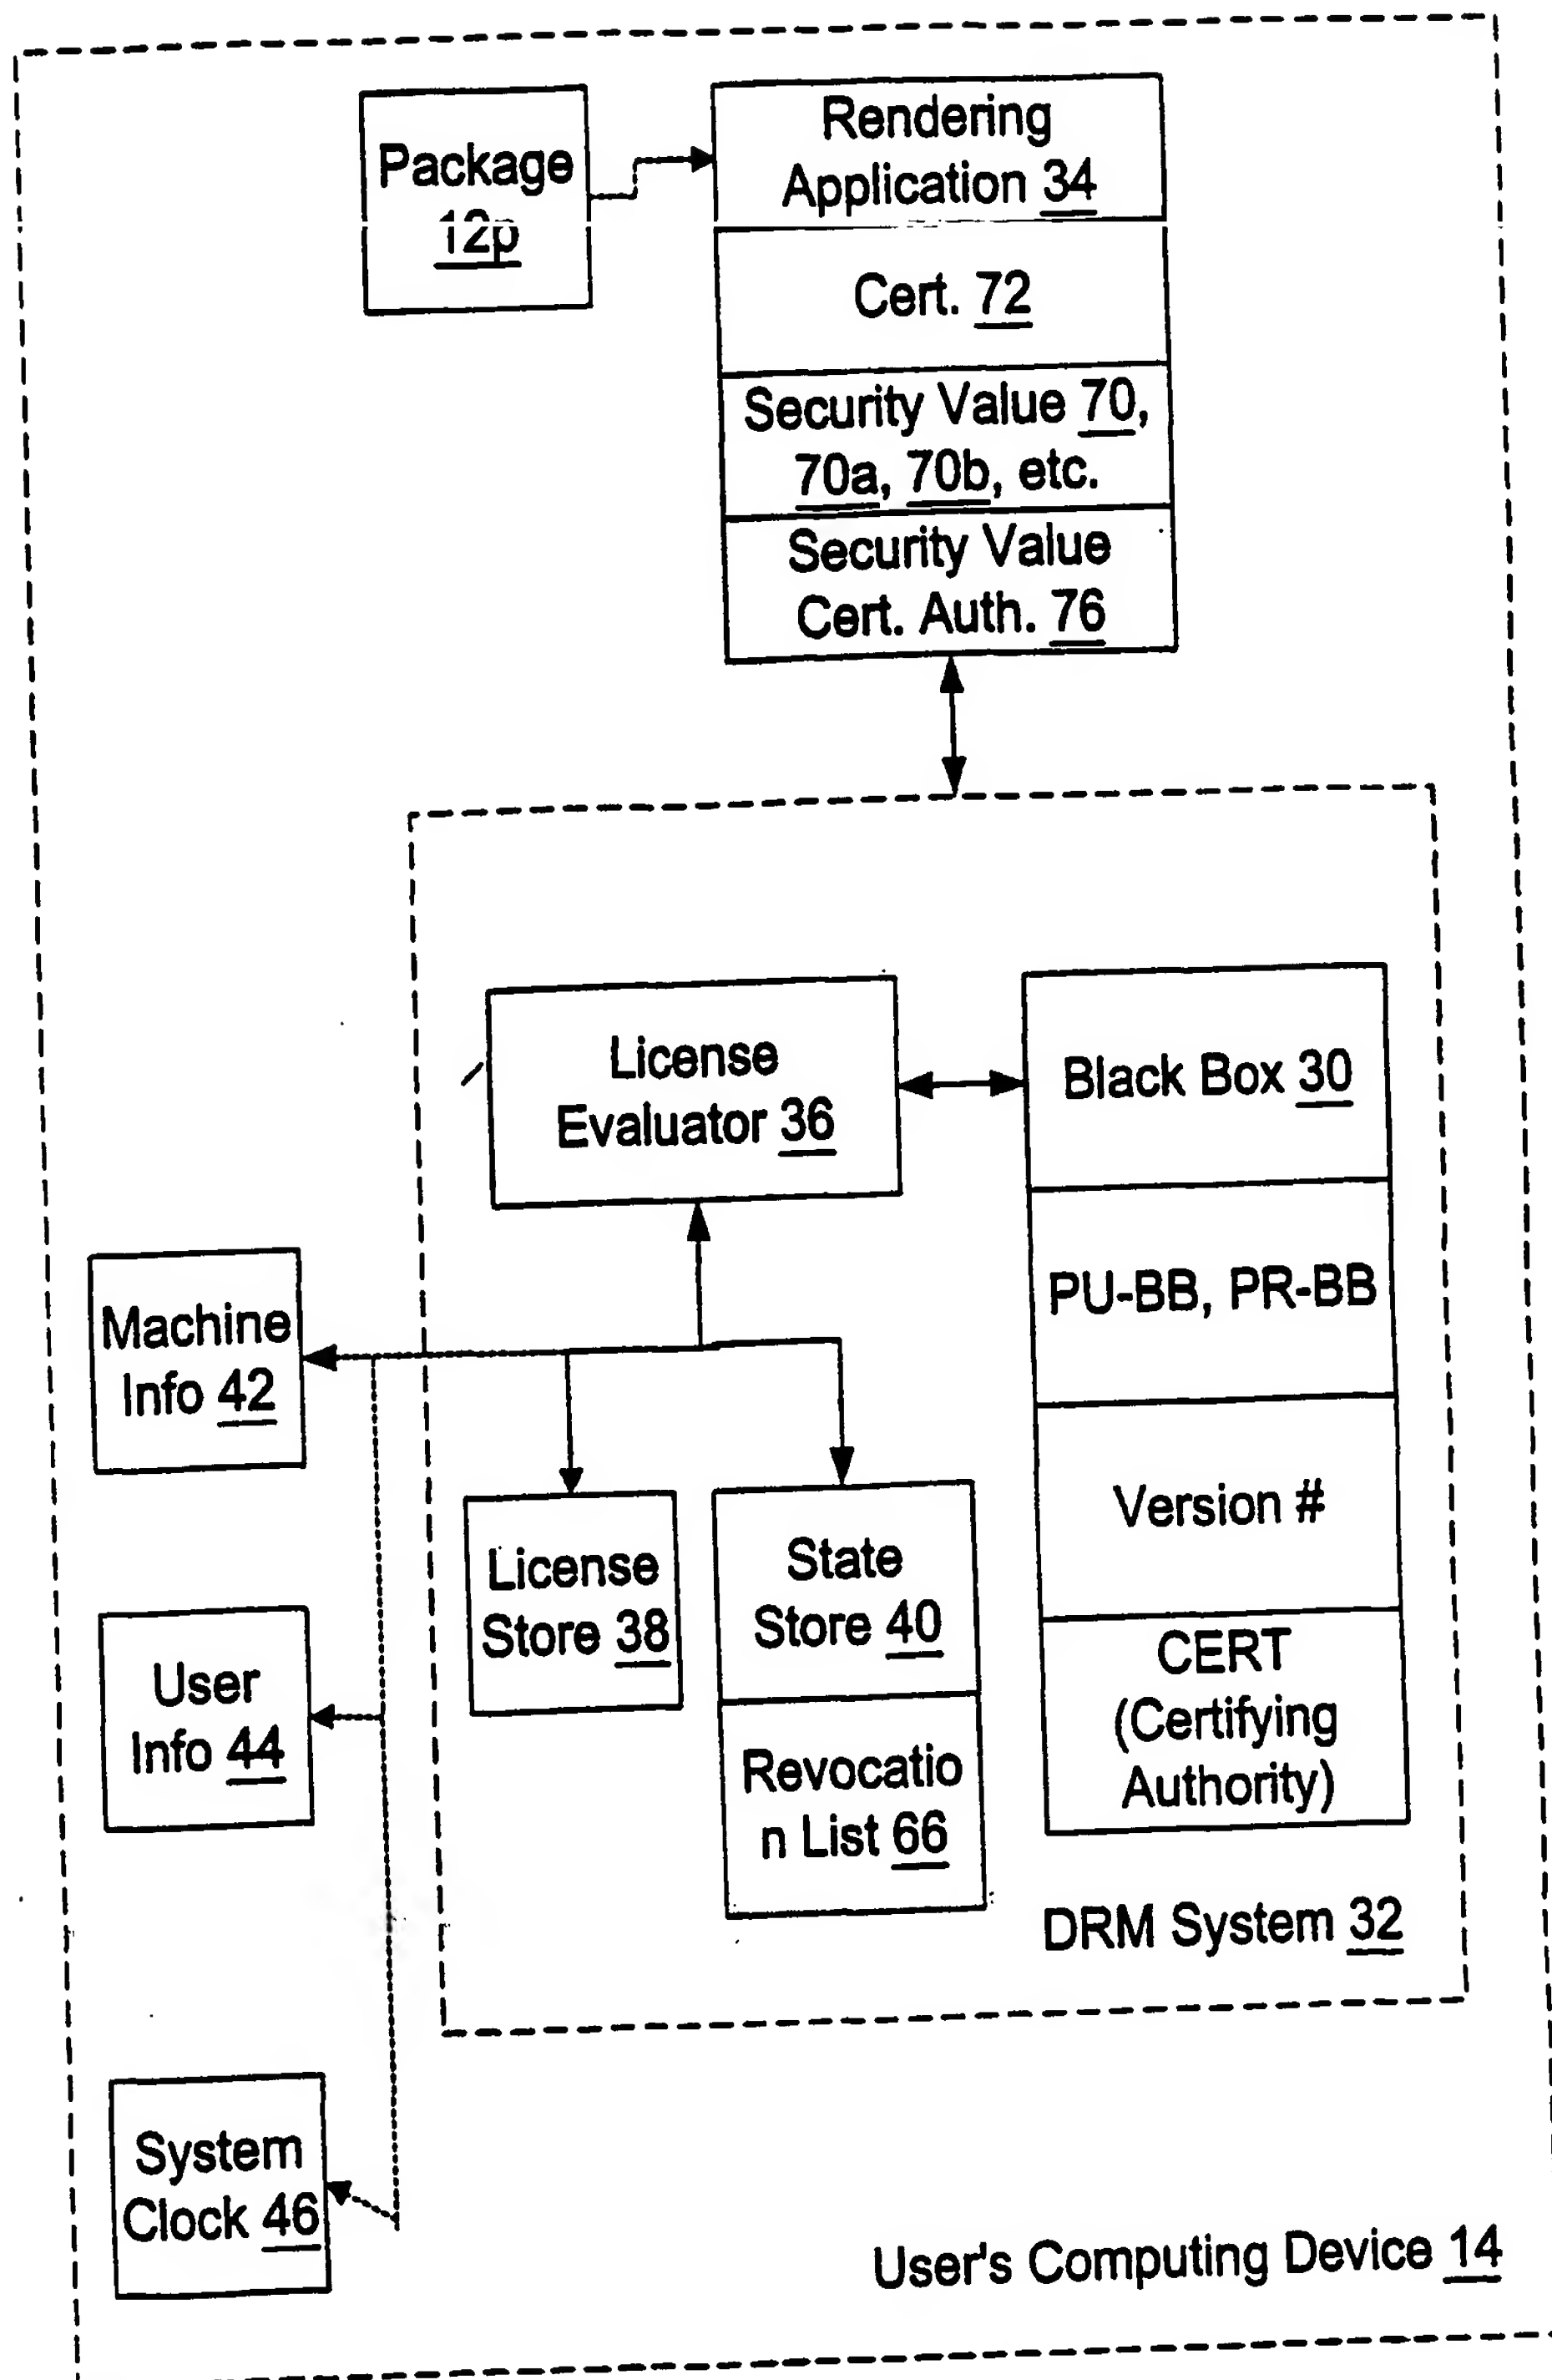 Package
12p
Rendering
Application 34
Cert. 72
Security Value 70,
70a, 70b, etc.
Security Value
Cert. Auth. 76
License
Evaluator 36
Black Box 30
PU-BB, PR-BB
Version #
CERT
(Certifying
Authority)
Machine
Info 42
License
Store 38
State
Store 40
Revocatio
n List 66
User
Info 44
DRM System 32
System
Clock 46
User's Computing Device 14